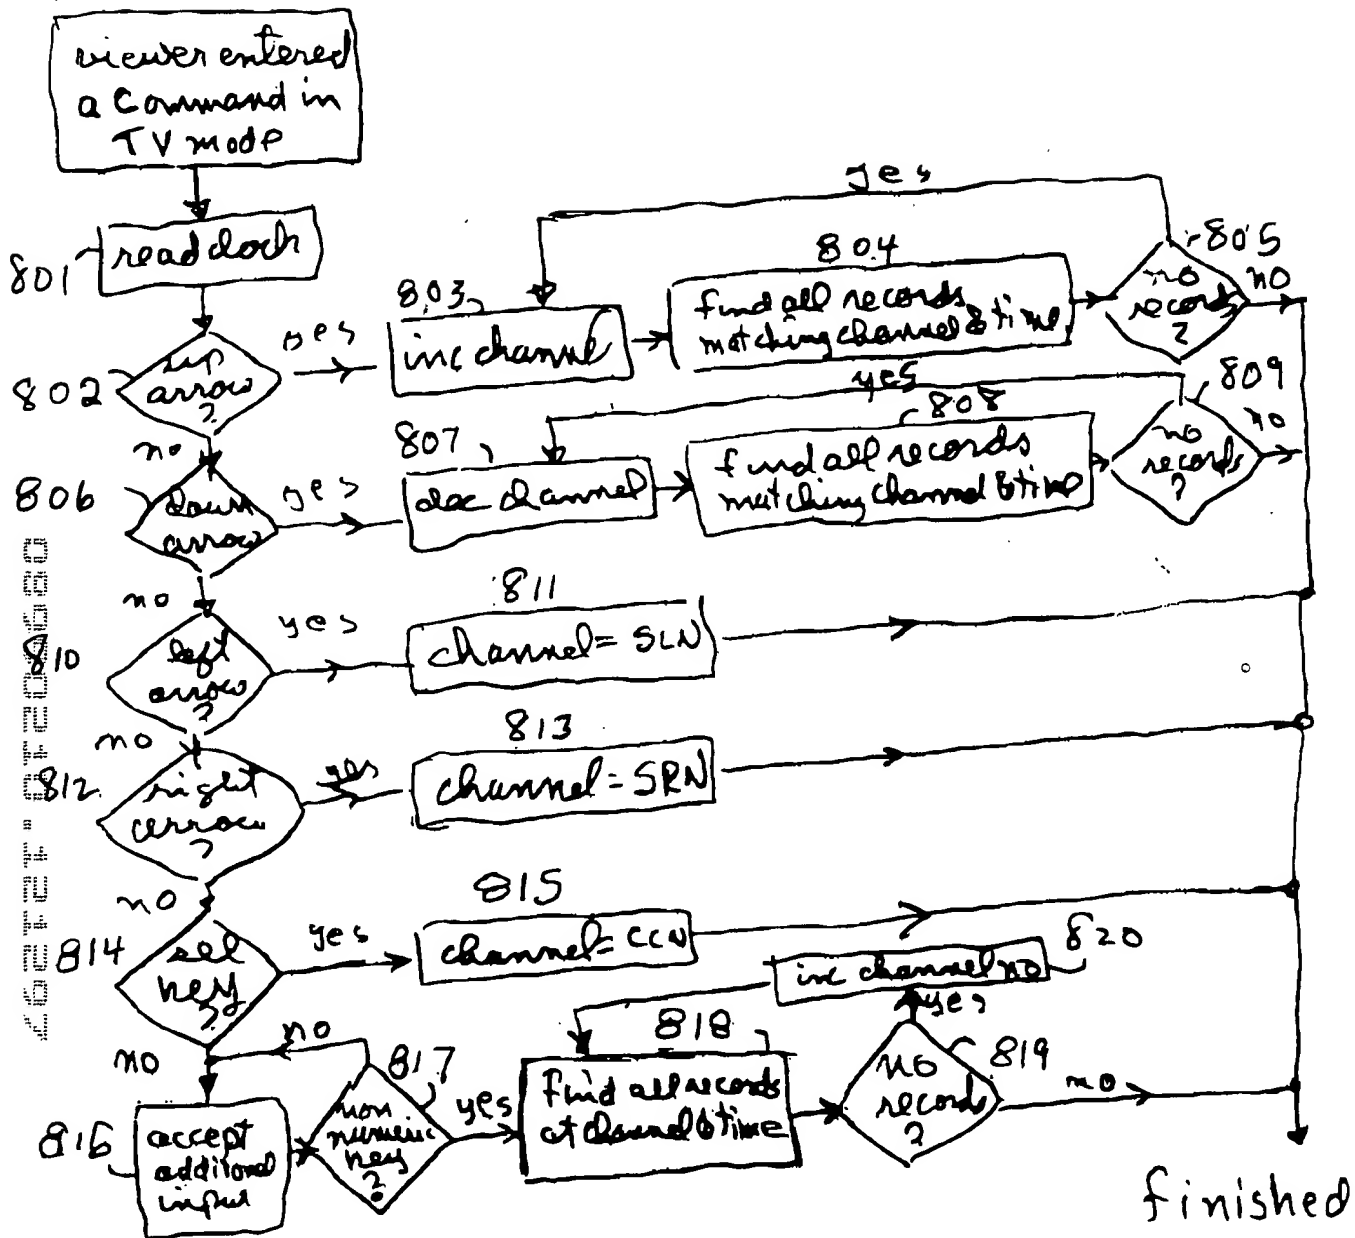 viewer entered
a Command in
TV mode
801
read clock
802
up
arrow
?
yes
803
inc channel
804
find all records
matching channel & time
805
no
records
?
yes
no
no
806
down
arrow
yes
807
dec channel
808
find all records
matching channel & time
809
no
records
?
yes
no
no
810
left
arrow
?
yes
811
channel = SLN
no
812
right
arrow
?
yes
813
channel = SRN
no
814
sel
key
?
yes
815
channel = CCN
no
816
accept
additional
input
817
non
numeric
key
?
no
yes
818
Find all records
at channel & time
819
no
records
?
yes
820
inc channel no
no
finished